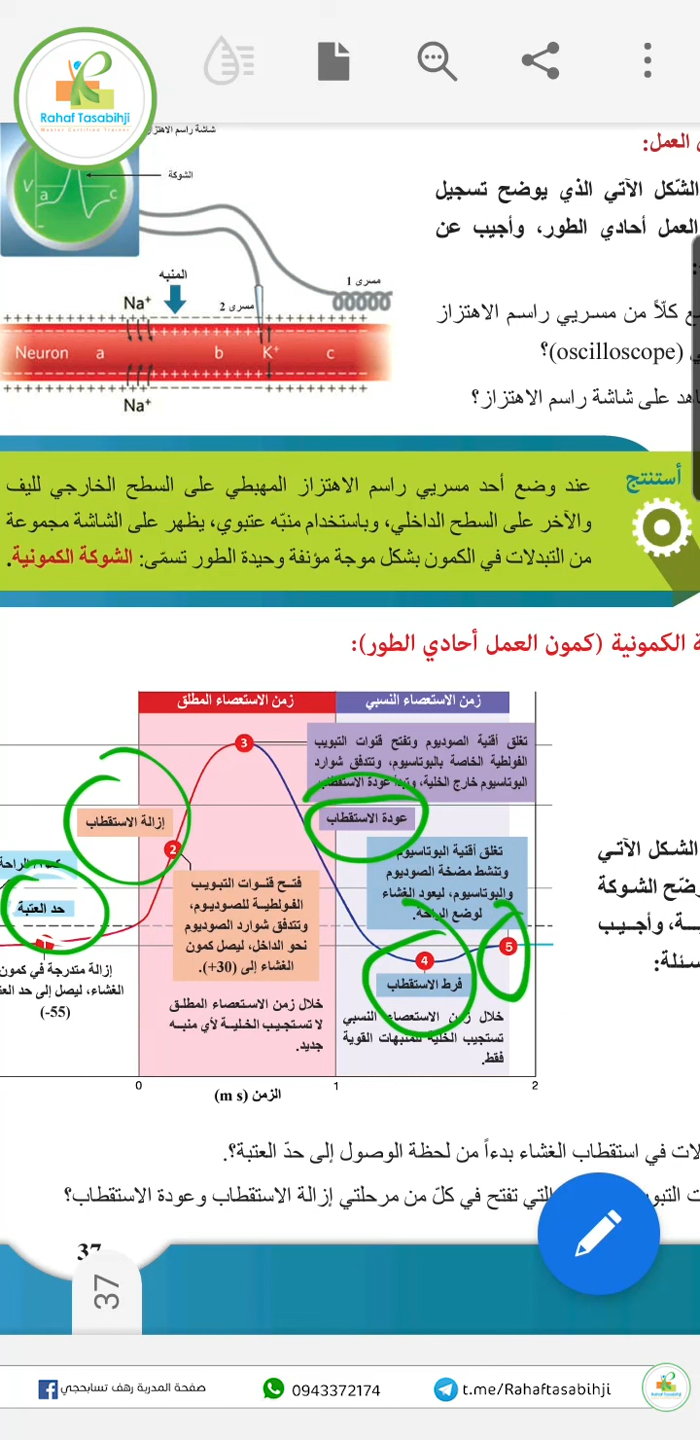 Rahaf Tasabihji
Master Certified Trainer
شاشة راسم الاهتزاز
الشوكة
V
a
c
العمل:
الشّكل الآتي الذي يوضح تسجيل
العمل أحادي الطور، وأجيب عن
المنبه
مسرى 1
مسرى 2
Na⁺
Neuron a b K⁺ c
Na⁺
كلّاً من مسريي راسم الاهتزاز
(oscilloscope)؟
على شاشة راسم الاهتزاز؟
أستنتج
عند وضع أحد مسريي راسم الاهتزاز المهبطي على السطح الخارجي لليف
والآخر على السطح الداخلي، وباستخدام منبّه عتبوي، يظهر على الشاشة مجموعة
من التبدلات في الكمون بشكل موجة مؤنفة وحيدة الطور تسمّى: الشوكة الكمونية.
الكمونية (كمون العمل أحادي الطور):
زمن الاستعصاء المطلق
زمن الاستعصاء النسبي
3
تغلق أقنية الصوديوم وتفتح قنوات التبويب
الفولطية الخاصة بالبوتاسيوم، وتتدفق شوارد
البوتاسيوم خارج الخلية، وتبدأ عودة الاستقطاب
إزالة الاستقطاب
عودة الاستقطاب
2
تغلق أقنية البوتاسيوم
وتنشط مضخة الصوديوم
والبوتاسيوم، ليعود الغشاء
لوضع الراحة.
فتح قنوات التبويب
الفولطية للصوديوم،
وتتدفق شوارد الصوديوم
نحو الداخل، ليصل كمون
الغشاء إلى (30+).
حد العتبة
5
4
فرط الاستقطاب
إزالة متدرجة في كمون
الغشاء، ليصل إلى حد
(-55)
خلال زمن الاستعصاء المطلق
لا تستجيب الخلية لأي منبه
جديد.
خلال زمن الاستعصاء النسبي
تستجيب الخلية للمنبهات القوية
فقط.
0
1
2
الزمن (m s)
الشكل الآتي
الشوكة
وأجيب
في استقطاب الغشاء بدءاً من لحظة الوصول إلى حدّ العتبة؟.
التي تفتح في كلّ من مرحلتي إزالة الاستقطاب وعودة الاستقطاب؟
37
37
صفحة المدربة رهف تسابحجي
0943372174
t.me/Rahaftasabihji